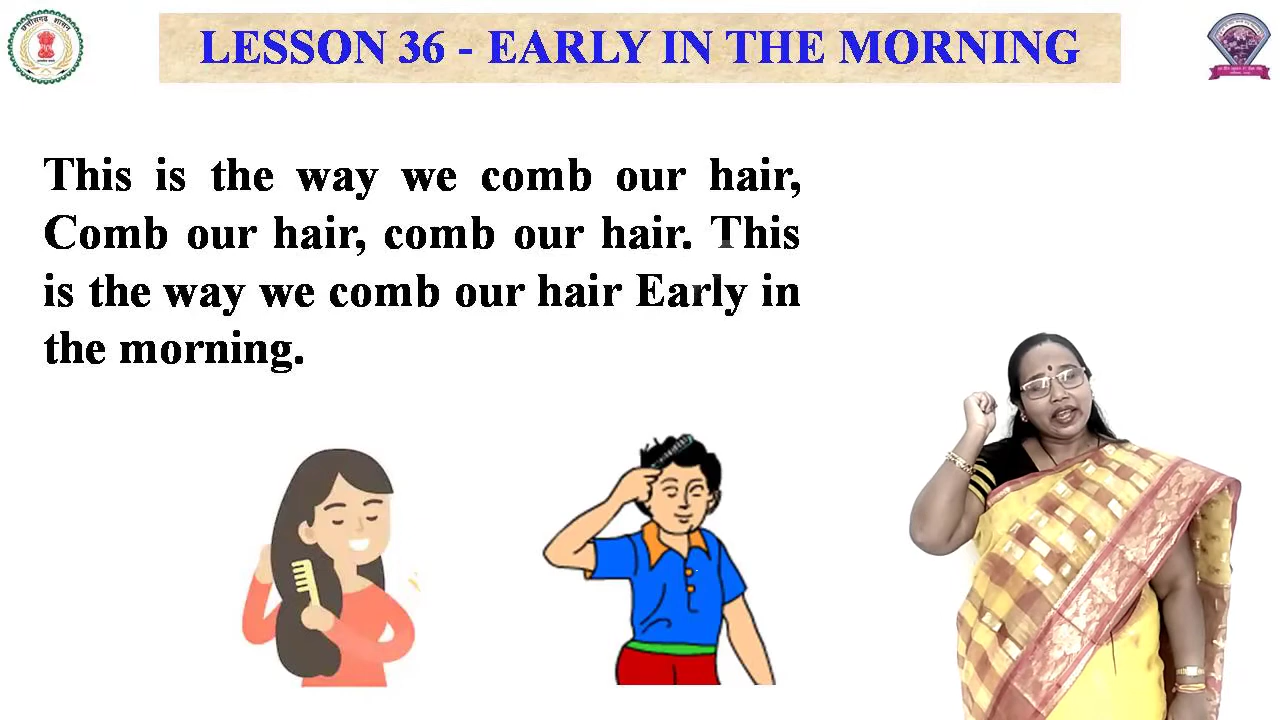 LESSON 36 - EARLY IN THE MORNING
This is the way we comb our hair,
Comb our hair, comb our hair. This
is the way we comb our hair Early in
the morning.